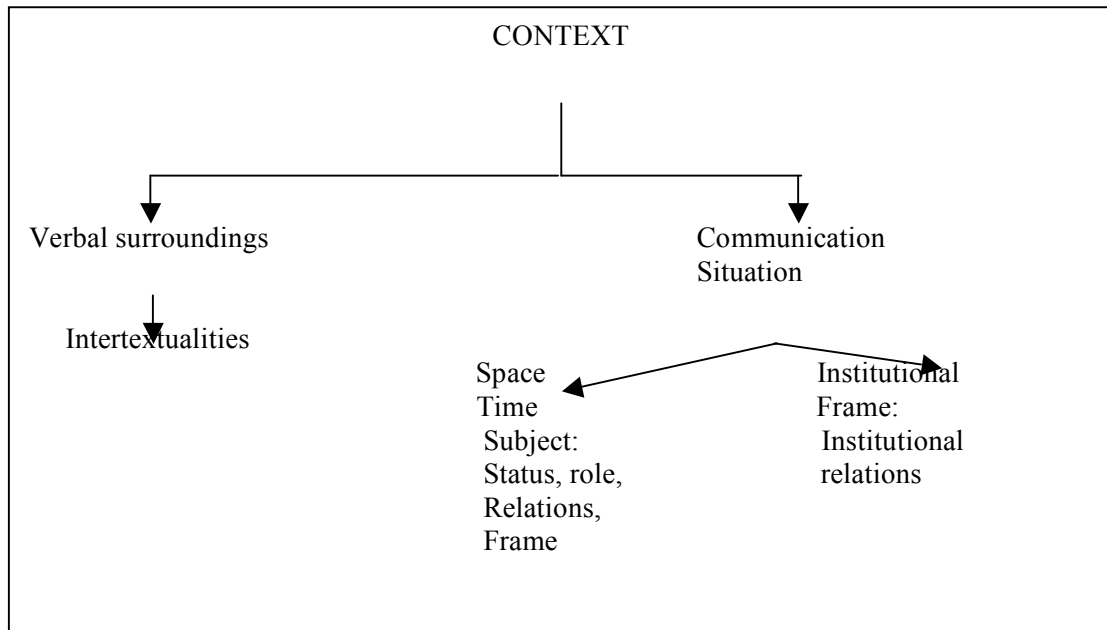 CONTEXT
Verbal surroundings
Communication
Situation
Intertextualities
Space
Time
Subject:
Status, role,
Relations,
Frame
Institutional
Frame:
Institutional
relations